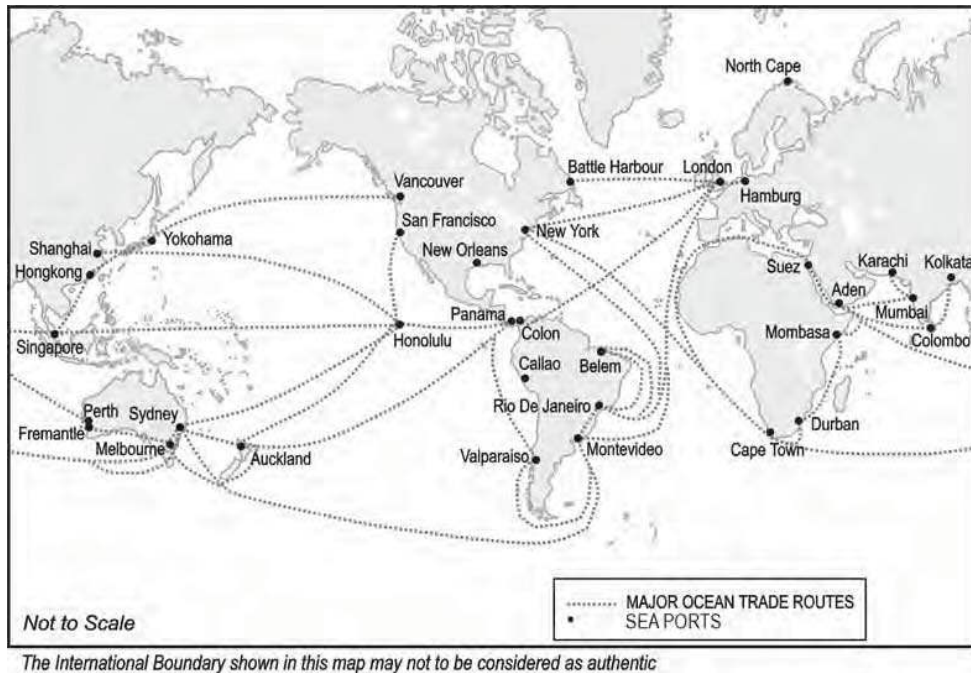 North Cape
Battle Harbour
London
Hamburg
Vancouver
San Francisco
New York
New Orleans
Shanghai
Yokohama
Hongkong
Suez
Karachi
Kolkata
Aden
Mumbai
Panama
Colon
Honolulu
Singapore
Mombasa
Colombo
Callao
Belem
Rio De Janeiro
Perth
Sydney
Fremantle
Melbourne
Auckland
Valparaiso
Montevideo
Cape Town
Durban
MAJOR OCEAN TRADE ROUTES
SEA PORTS
Not to Scale
The International Boundary shown in this map may not to be considered as authentic